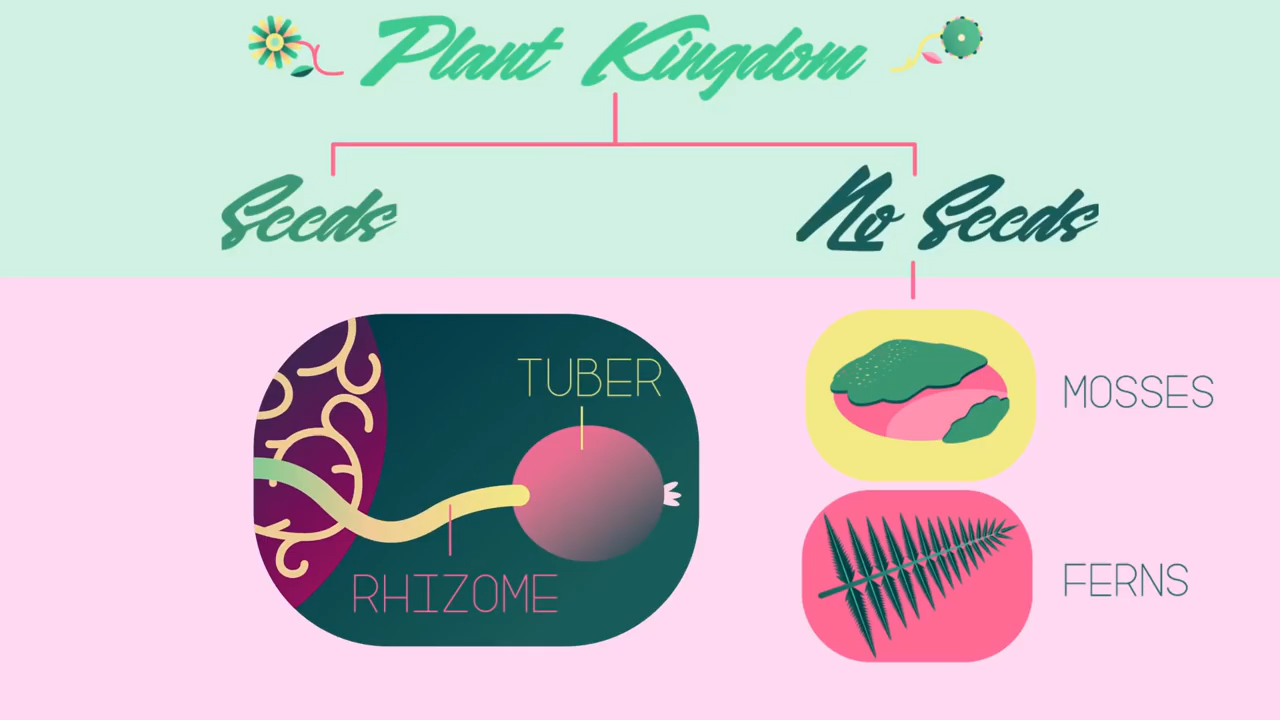 Plant Kingdom
Seeds
No Seeds
TUBER
RHIZOME
MOSSES
FERNS